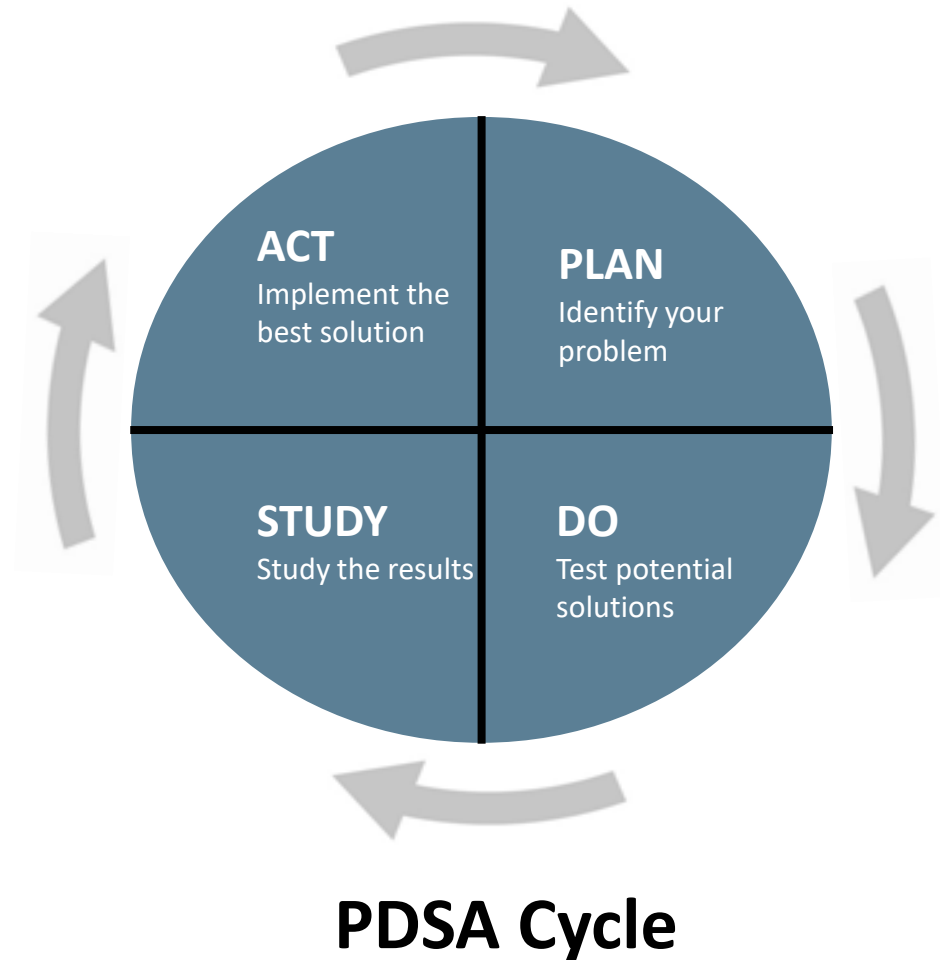 ACT
Implement the
best solution
PLAN
Identify your
problem
STUDY
Study the results
DO
Test potential
solutions
PDSA Cycle